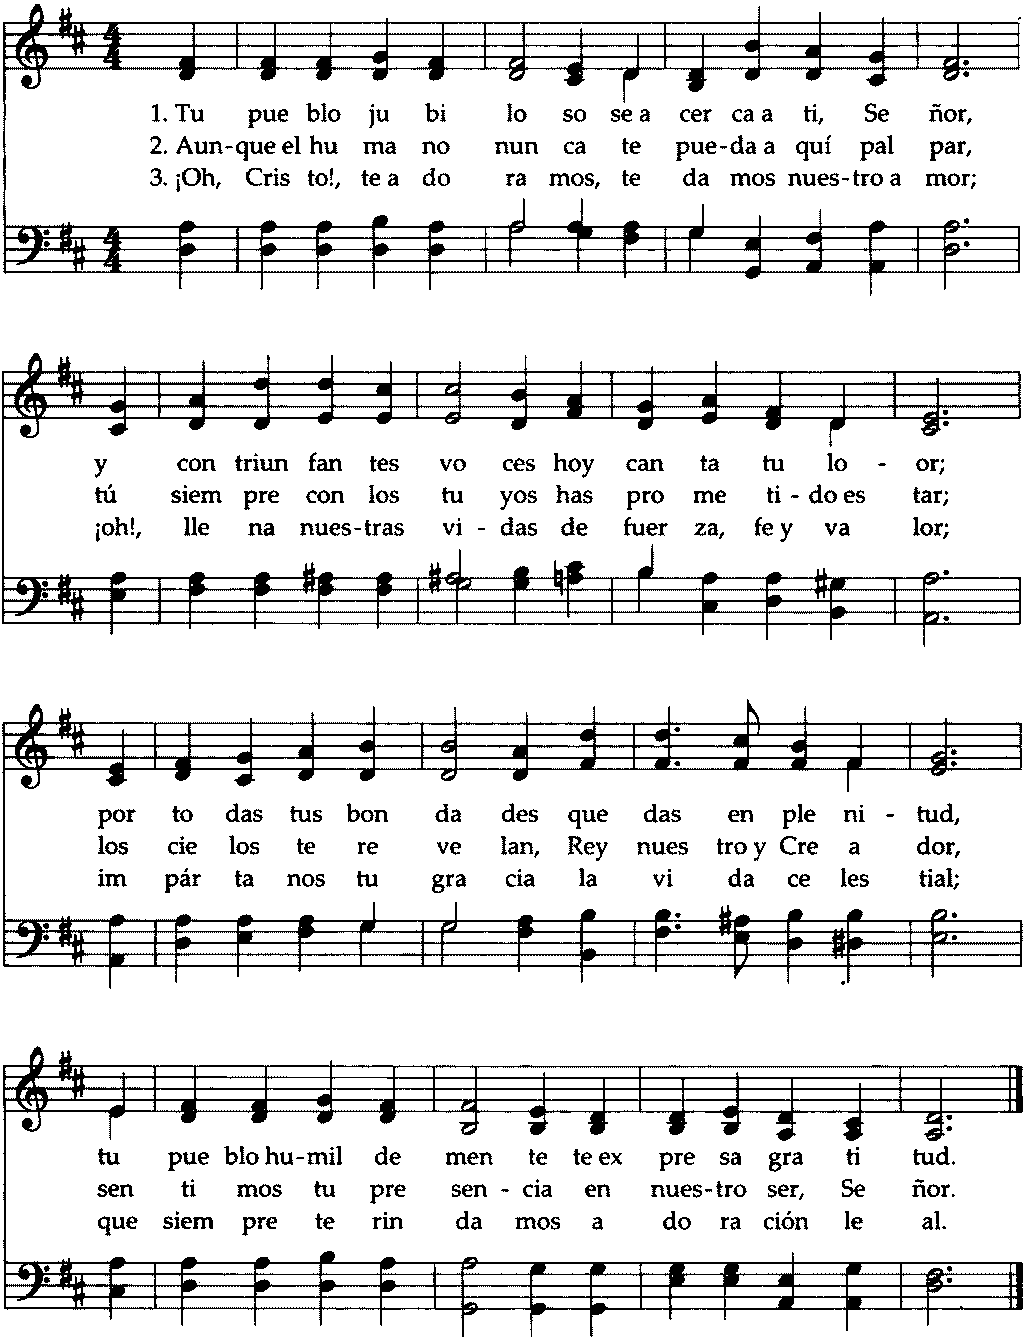 1. Tu pue blo ju bi lo so se a cer ca a ti, Se ñor,
2. Aun-que el hu ma no nun ca te pue-da a quí pal par,
3. ¡Oh, Cris to!, te a do ra mos, te da mos nues-tro a mor;
y con triun fan tes vo ces hoy can ta tu lo - or;
tú siem pre con los tu yos has pro me ti - do es tar;
¡oh!, lle na nues-tras vi - das de fuer za, fe y va lor;
por to das tus bon da des que das en ple ni - tud,
los cie los te re ve lan, Rey nues tro y Cre a dor,
im pár ta nos tu gra cia la vi da ce les tial;
tu pue blo hu-mil de men te te ex pre sa gra ti tud.
sen ti mos tu pre sen - cia en nues-tro ser, Se ñor.
que siem pre te rin da mos a do ra ción le al.